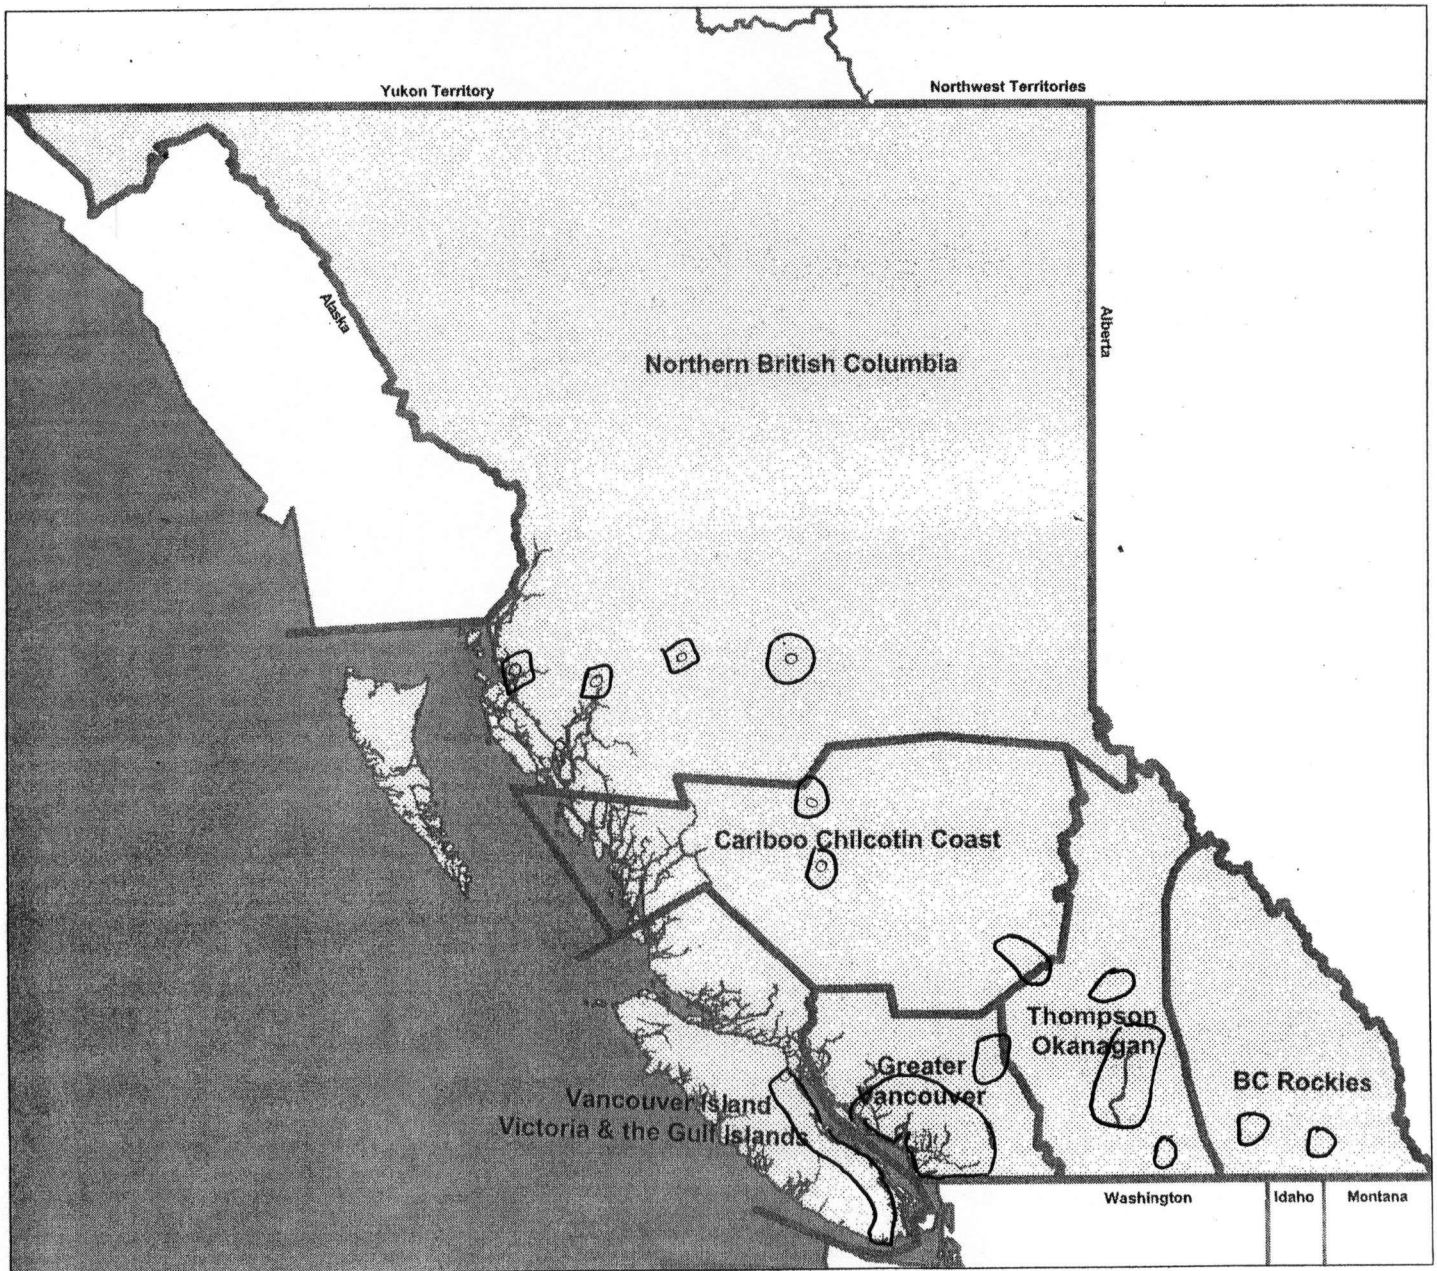 Yukon Territory
Northwest Territories
Alaska
Alberta
Northern British Columbia
Cariboo Chilcotin Coast
Thompson
Okanagan
Greater
Vancouver
BC Rockies
Vancouver Island
Victoria & the Gulf Islands
Washington
Idaho
Montana